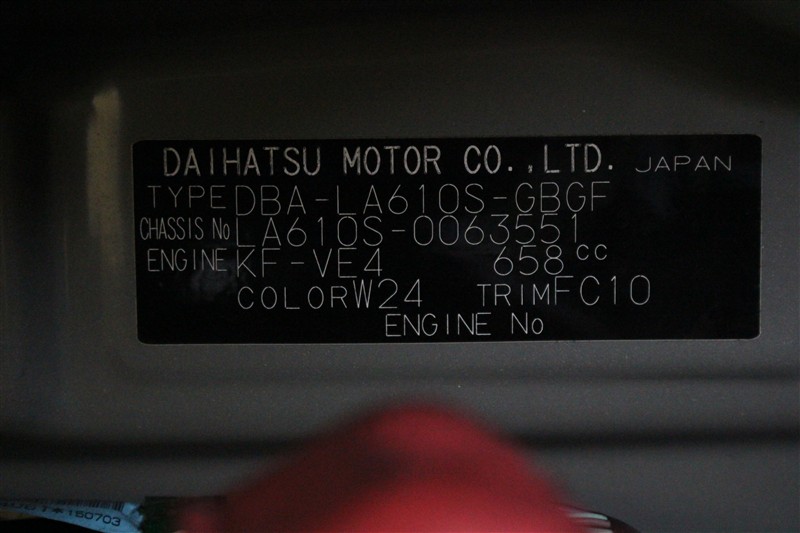 DAIHATSU MOTOR CO.,LTD. JAPAN
TYPE DBA-LA610S-GBGF
CHASSIS No LA610S-0063551
ENGINE KF-VE4 658cc
COLOR W24 TRIM FC10
ENGINE No
150703